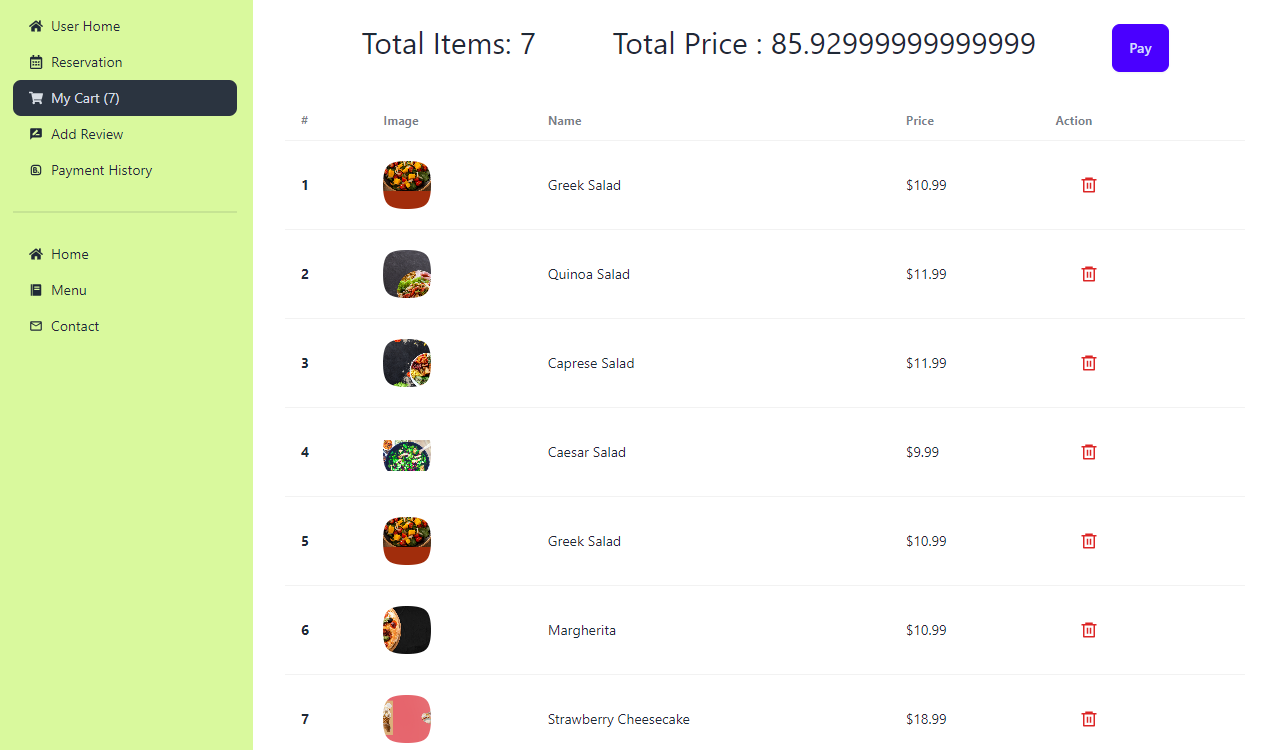 User Home
Reservation
My Cart (7)
Add Review
Payment History
Home
Menu
Contact
Total Items: 7 Total Price : 85.92999999999999 Pay
# Image Name Price Action
1 Greek Salad $10.99
2 Quinoa Salad $11.99
3 Caprese Salad $11.99
4 Caesar Salad $9.99
5 Greek Salad $10.99
6 Margherita $10.99
7 Strawberry Cheesecake $18.99